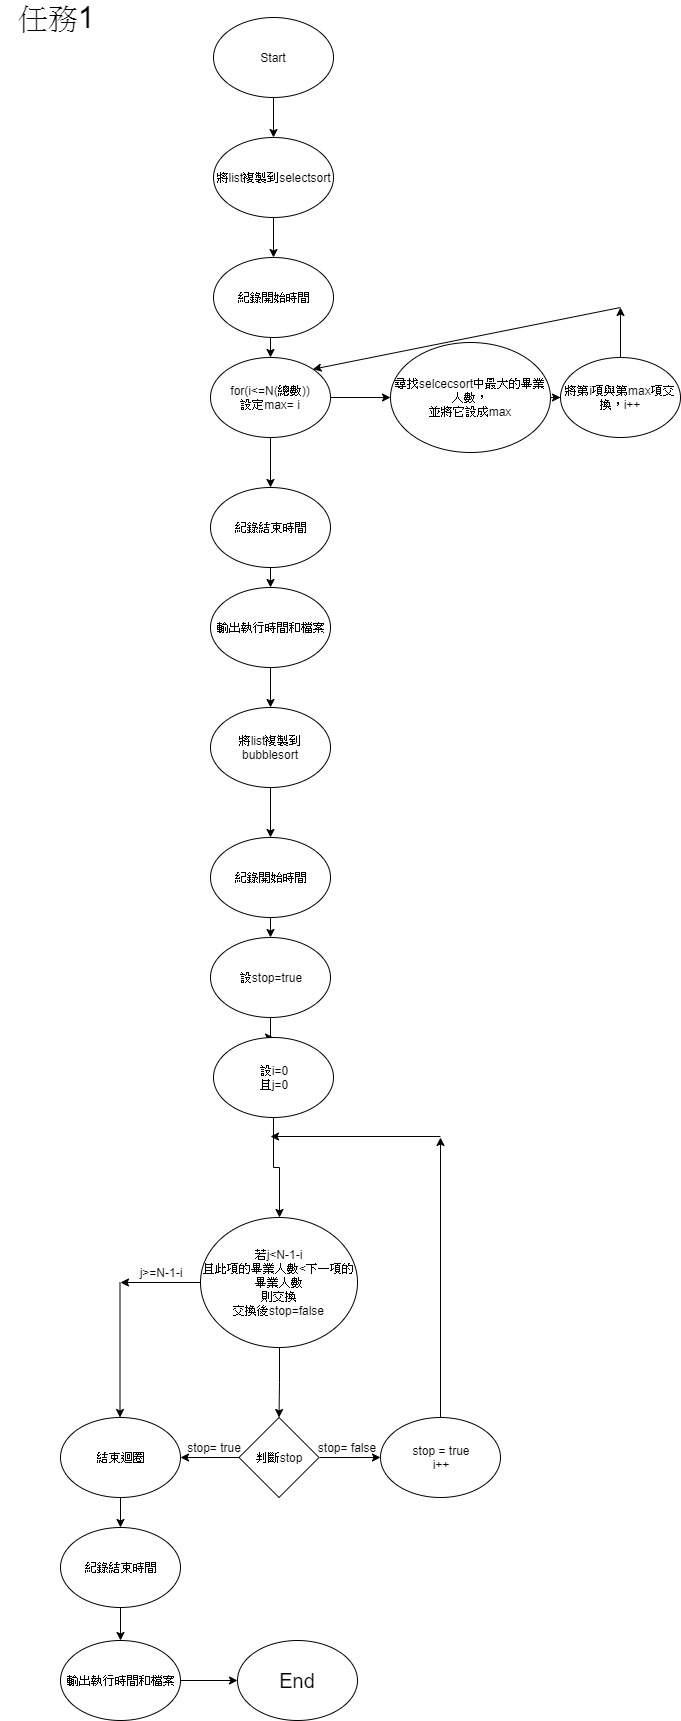 任務1
Start
將list複製到selectsort
紀錄開始時間
for(i<=N(總數))
設定max= i
尋找selcecsort中最大的畢業
人數，
並將它設成max
將第i項與第max項交
換，i++
紀錄結束時間
輸出執行時間和檔案
將list複製到
bubblesort
紀錄開始時間
設stop=true
設i=0
且j=0
若j<N-1-i
且此項的畢業人數<下一項的
畢業人數
則交換
交換後stop=false
j>=N-1-i
判斷stop
stop= true
stop= false
結束迴圈
stop = true
i++
紀錄結束時間
輸出執行時間和檔案
End